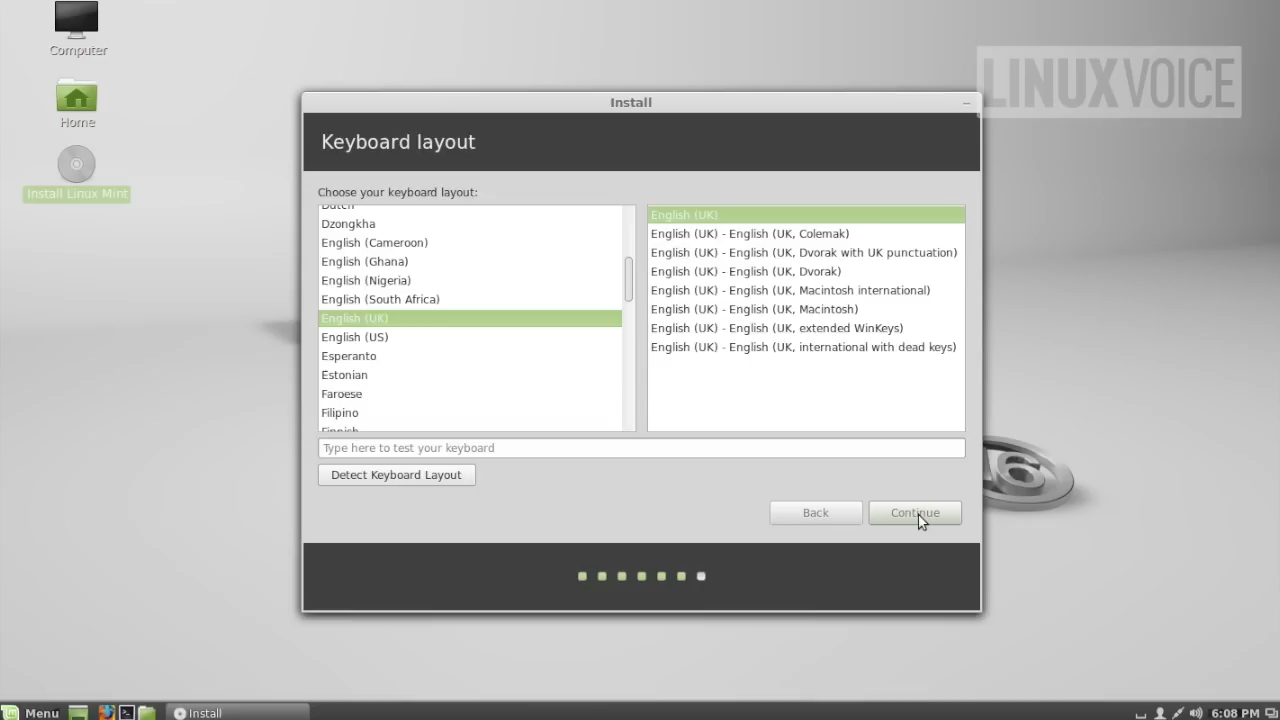 Computer
LINUXVOICE
Install
Home
Keyboard layout
Install Linux Mint
Choose your keyboard layout:
Dutch
Dzongkha
English (Cameroon)
English (Ghana)
English (Nigeria)
English (South Africa)
English (UK)
English (US)
Esperanto
Estonian
Faroese
Filipino
Finnish
English (UK)
English (UK) - English (UK, Colemak)
English (UK) - English (UK, Dvorak with UK punctuation)
English (UK) - English (UK, Dvorak)
English (UK) - English (UK, Macintosh international)
English (UK) - English (UK, Macintosh)
English (UK) - English (UK, extended WinKeys)
English (UK) - English (UK, international with dead keys)
Type here to test your keyboard
Detect Keyboard Layout
Back
Continue
6
Menu
Install
6:08 PM